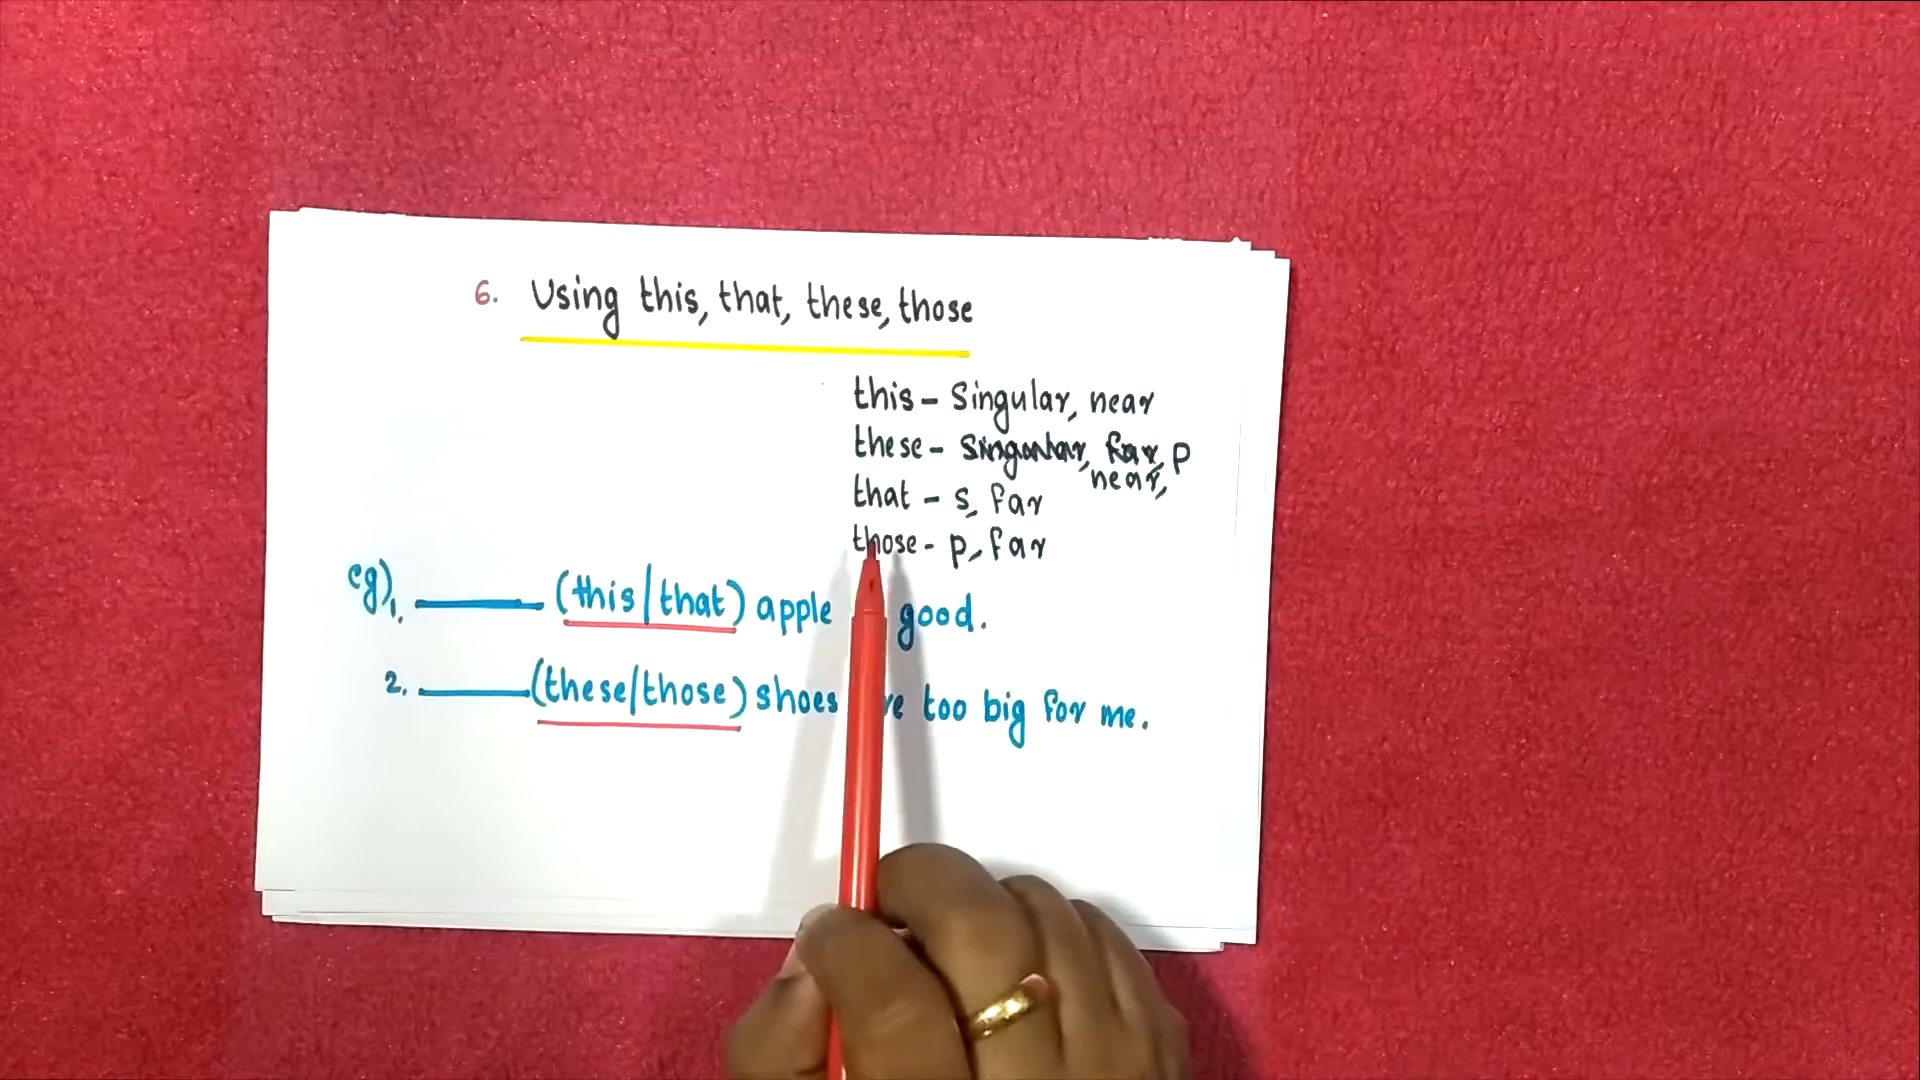 6. Using this, that, these, those
this - Singular, near
these - Singular, far, p
near,
that - s, far
those - p, far
eg) 1. ______ (this/that) apple good.
2. ______ (these/those) shoes re too big for me.